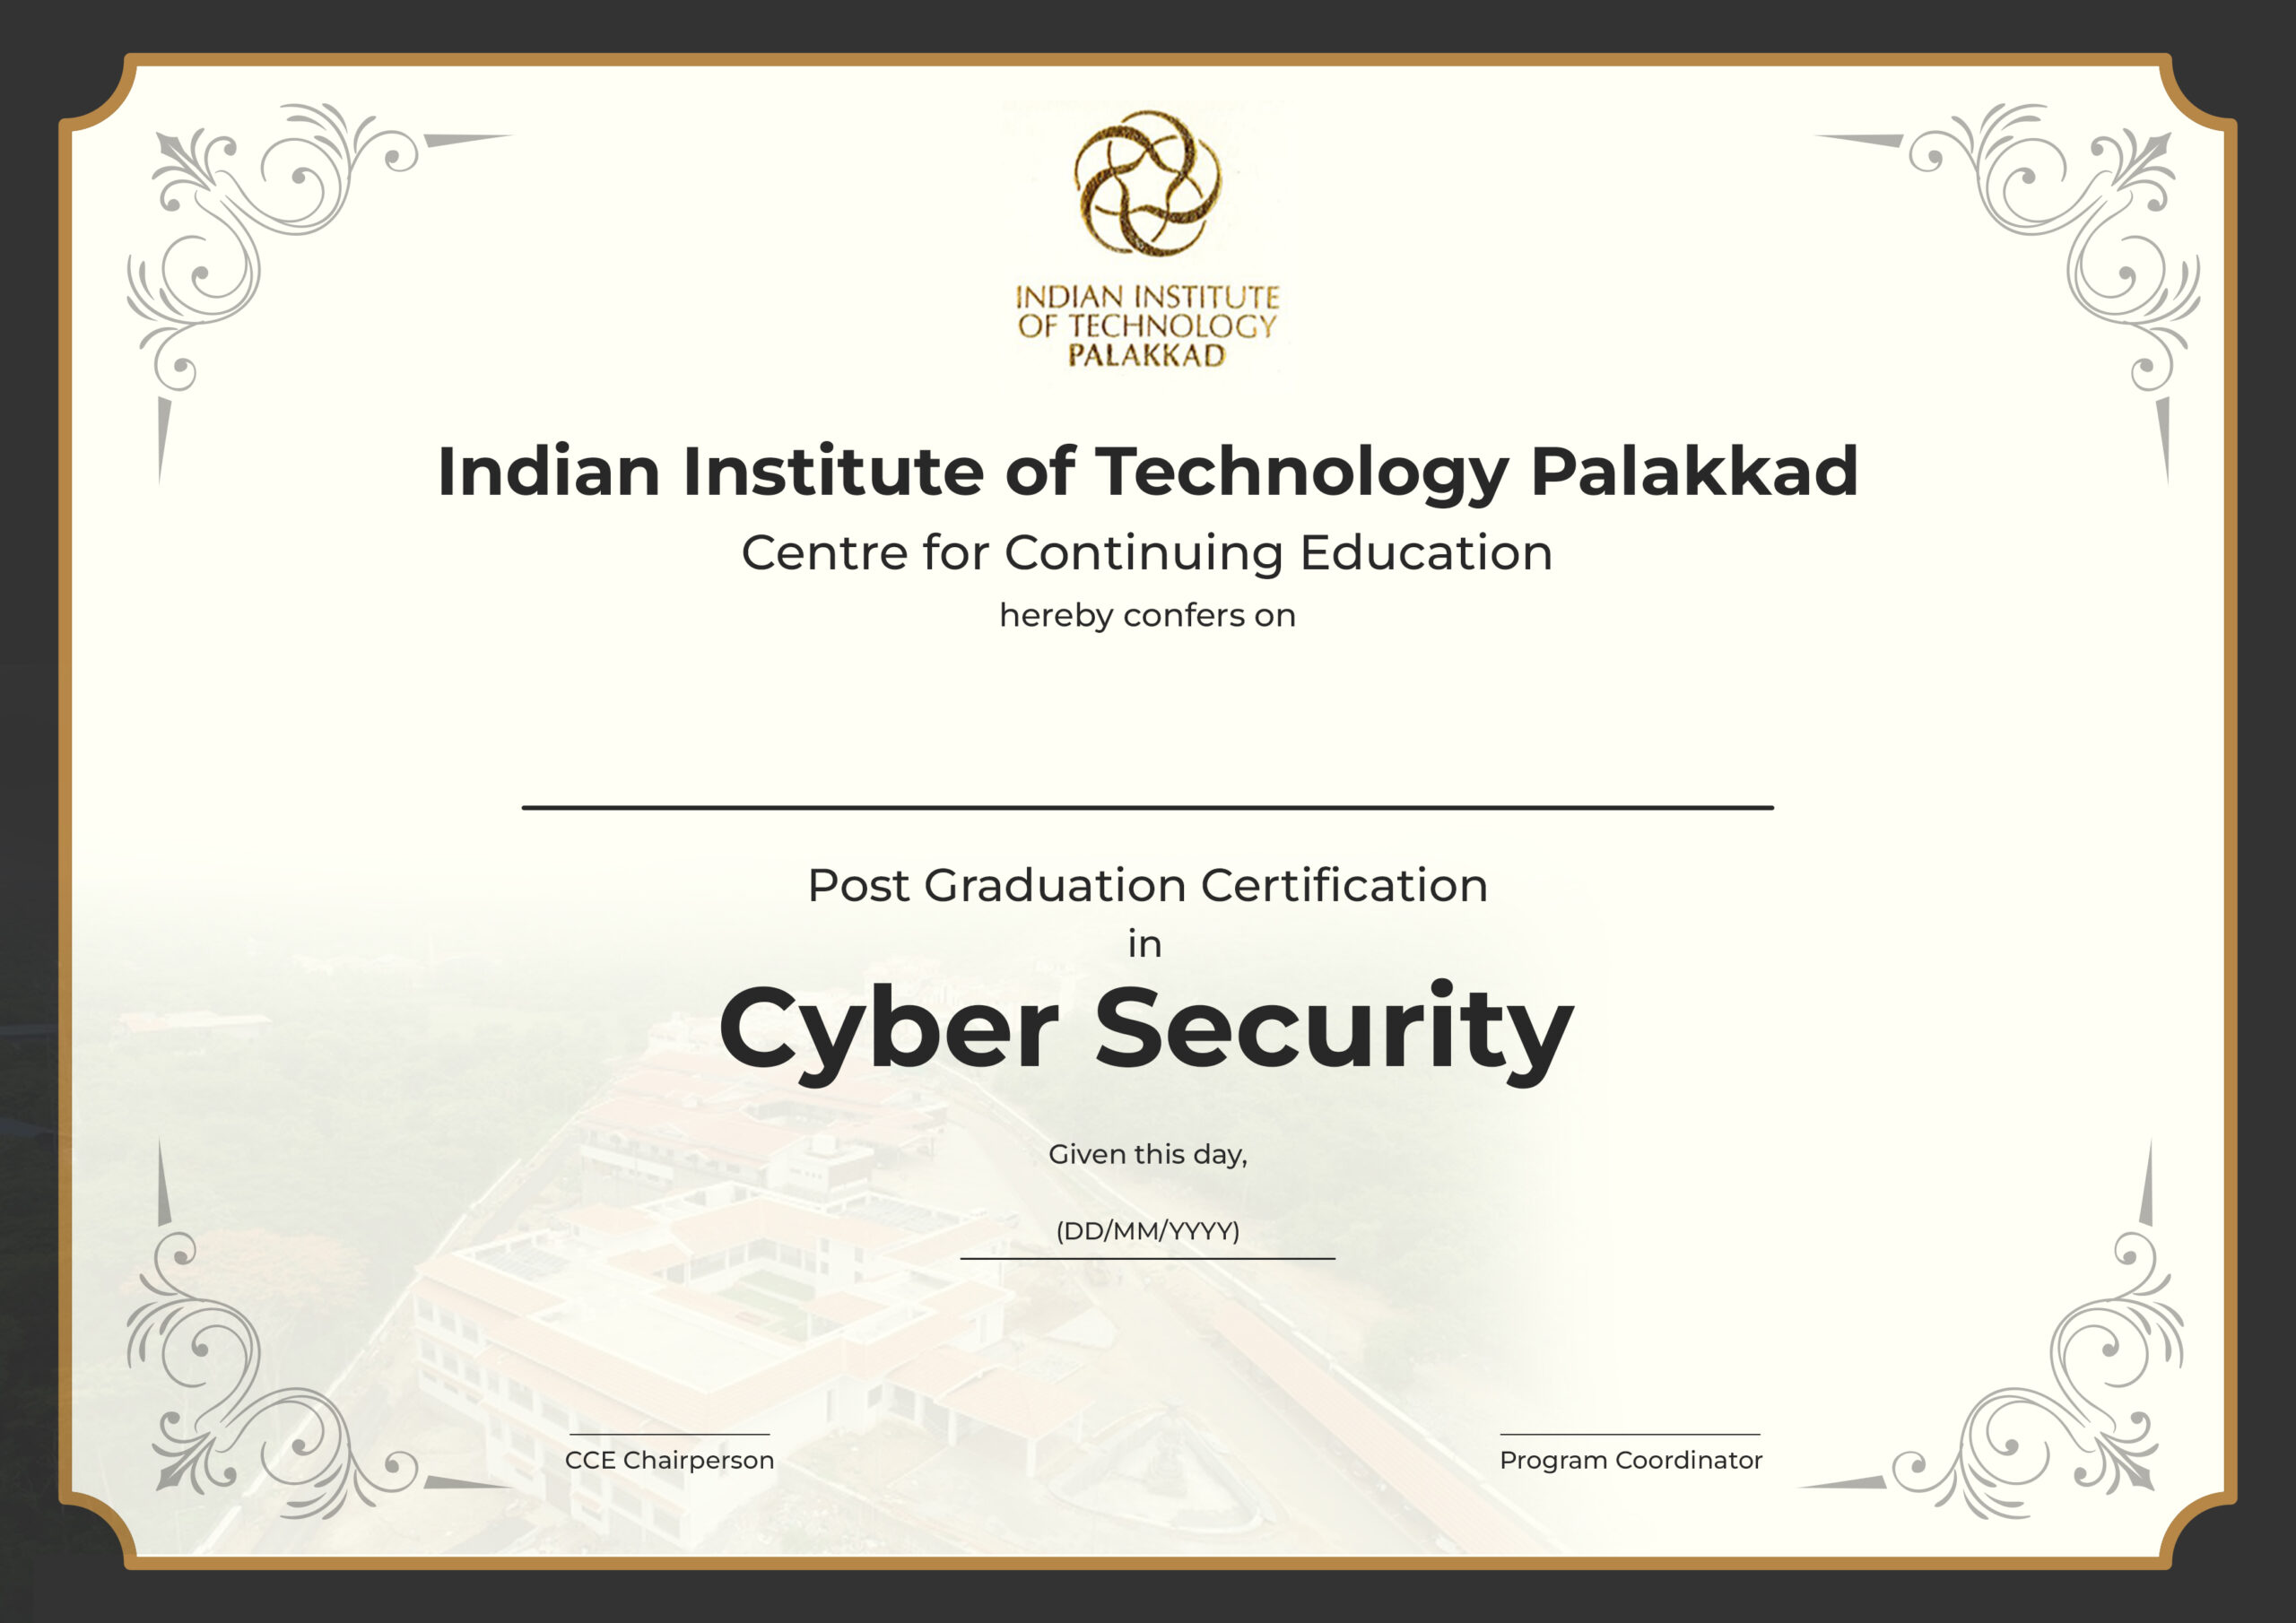 INDIAN INSTITUTE
OF TECHNOLOGY
PALAKKAD
Indian Institute of Technology Palakkad
Centre for Continuing Education
hereby confers on
Post Graduation Certification
in
Cyber Security
Given this day,
(DD/MM/YYYY)
CCE Chairperson
Program Coordinator